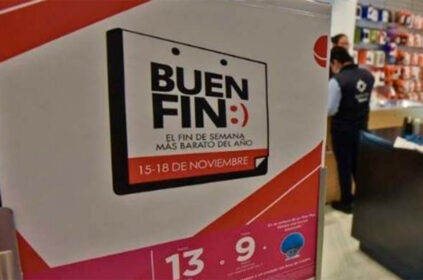 BUEN
FIN:)
EL FIN DE SEMANA
MÁS BARATO DEL AÑO
15-18 DE NOVIEMBRE
13 9